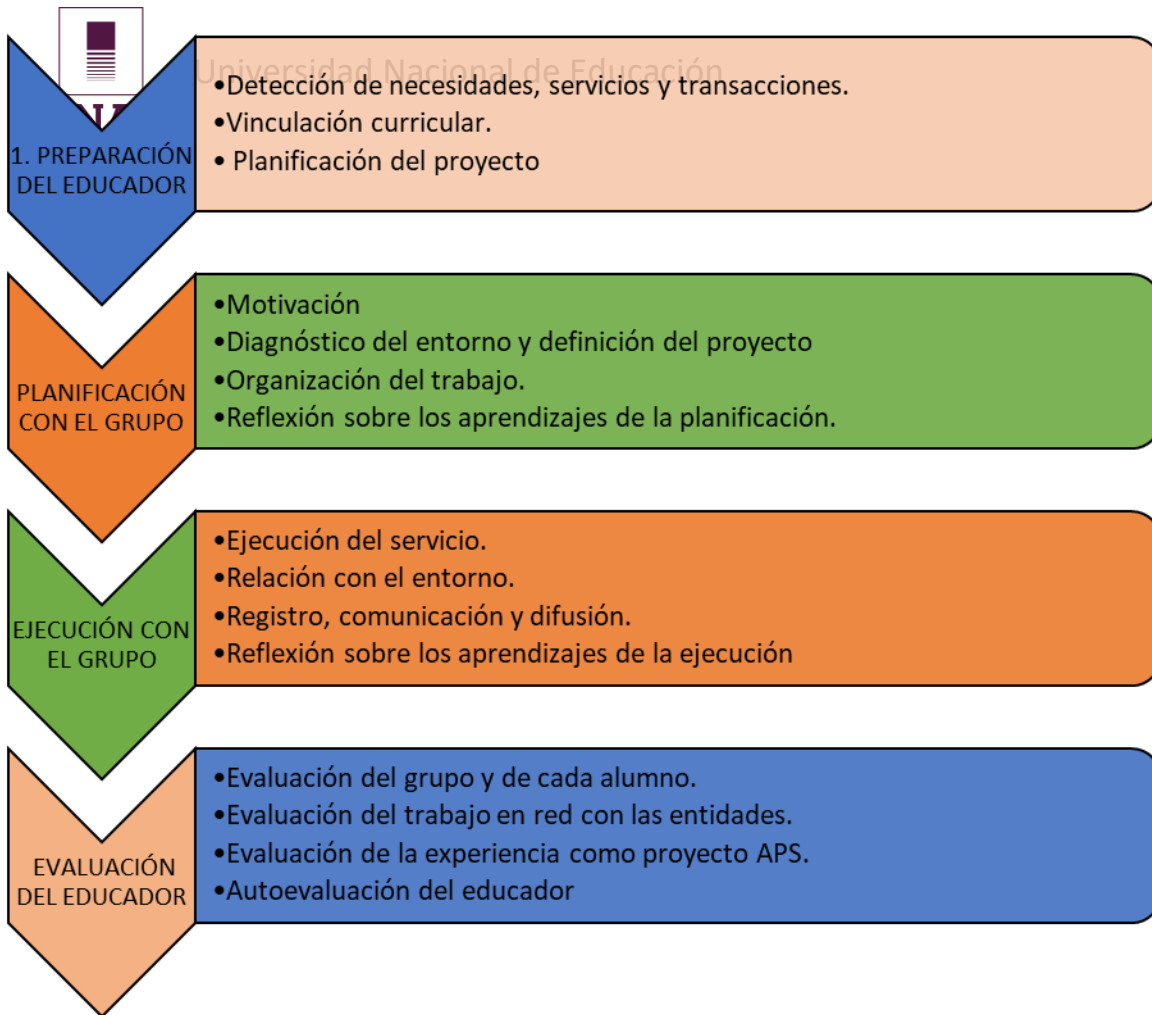 Universidad Nacional de Educación
1. PREPARACIÓN
DEL EDUCADOR
•Detección de necesidades, servicios y transacciones.
•Vinculación curricular.
• Planificación del proyecto
PLANIFICACIÓN
CON EL GRUPO
•Motivación
•Diagnóstico del entorno y definición del proyecto
•Organización del trabajo.
•Reflexión sobre los aprendizajes de la planificación.
EJECUCIÓN CON
EL GRUPO
•Ejecución del servicio.
•Relación con el entorno.
•Registro, comunicación y difusión.
•Reflexión sobre los aprendizajes de la ejecución
EVALUACIÓN
DEL EDUCADOR
•Evaluación del grupo y de cada alumno.
•Evaluación del trabajo en red con las entidades.
•Evaluación de la experiencia como proyecto APS.
•Autoevaluación del educador